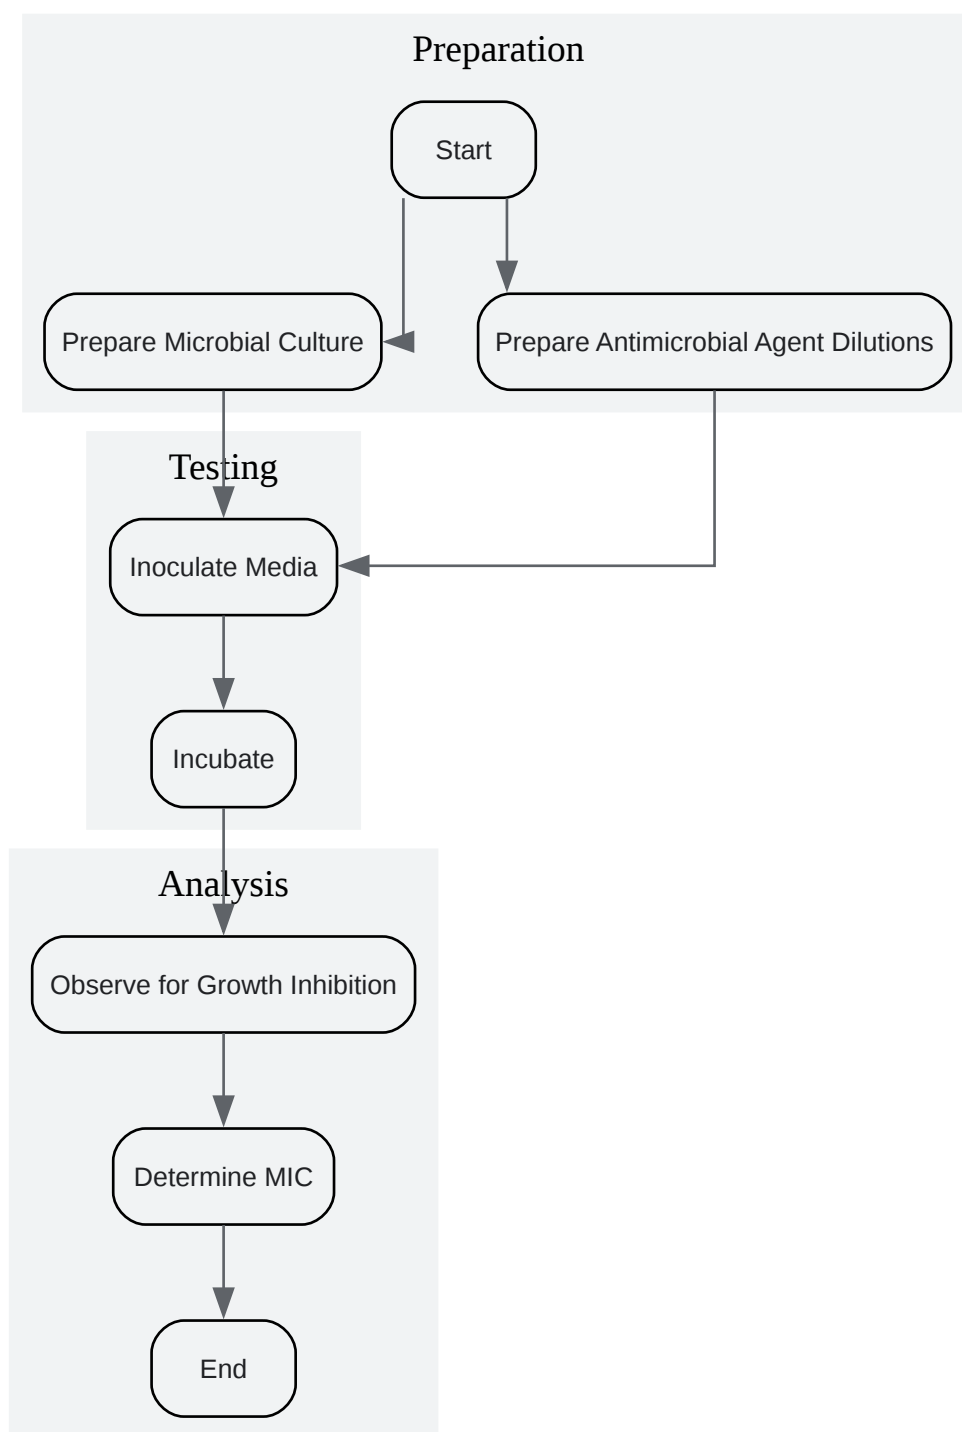 Preparation
Start
Prepare Microbial Culture
Prepare Antimicrobial Agent Dilutions
Testing
Inoculate Media
Incubate
Analysis
Observe for Growth Inhibition
Determine MIC
End